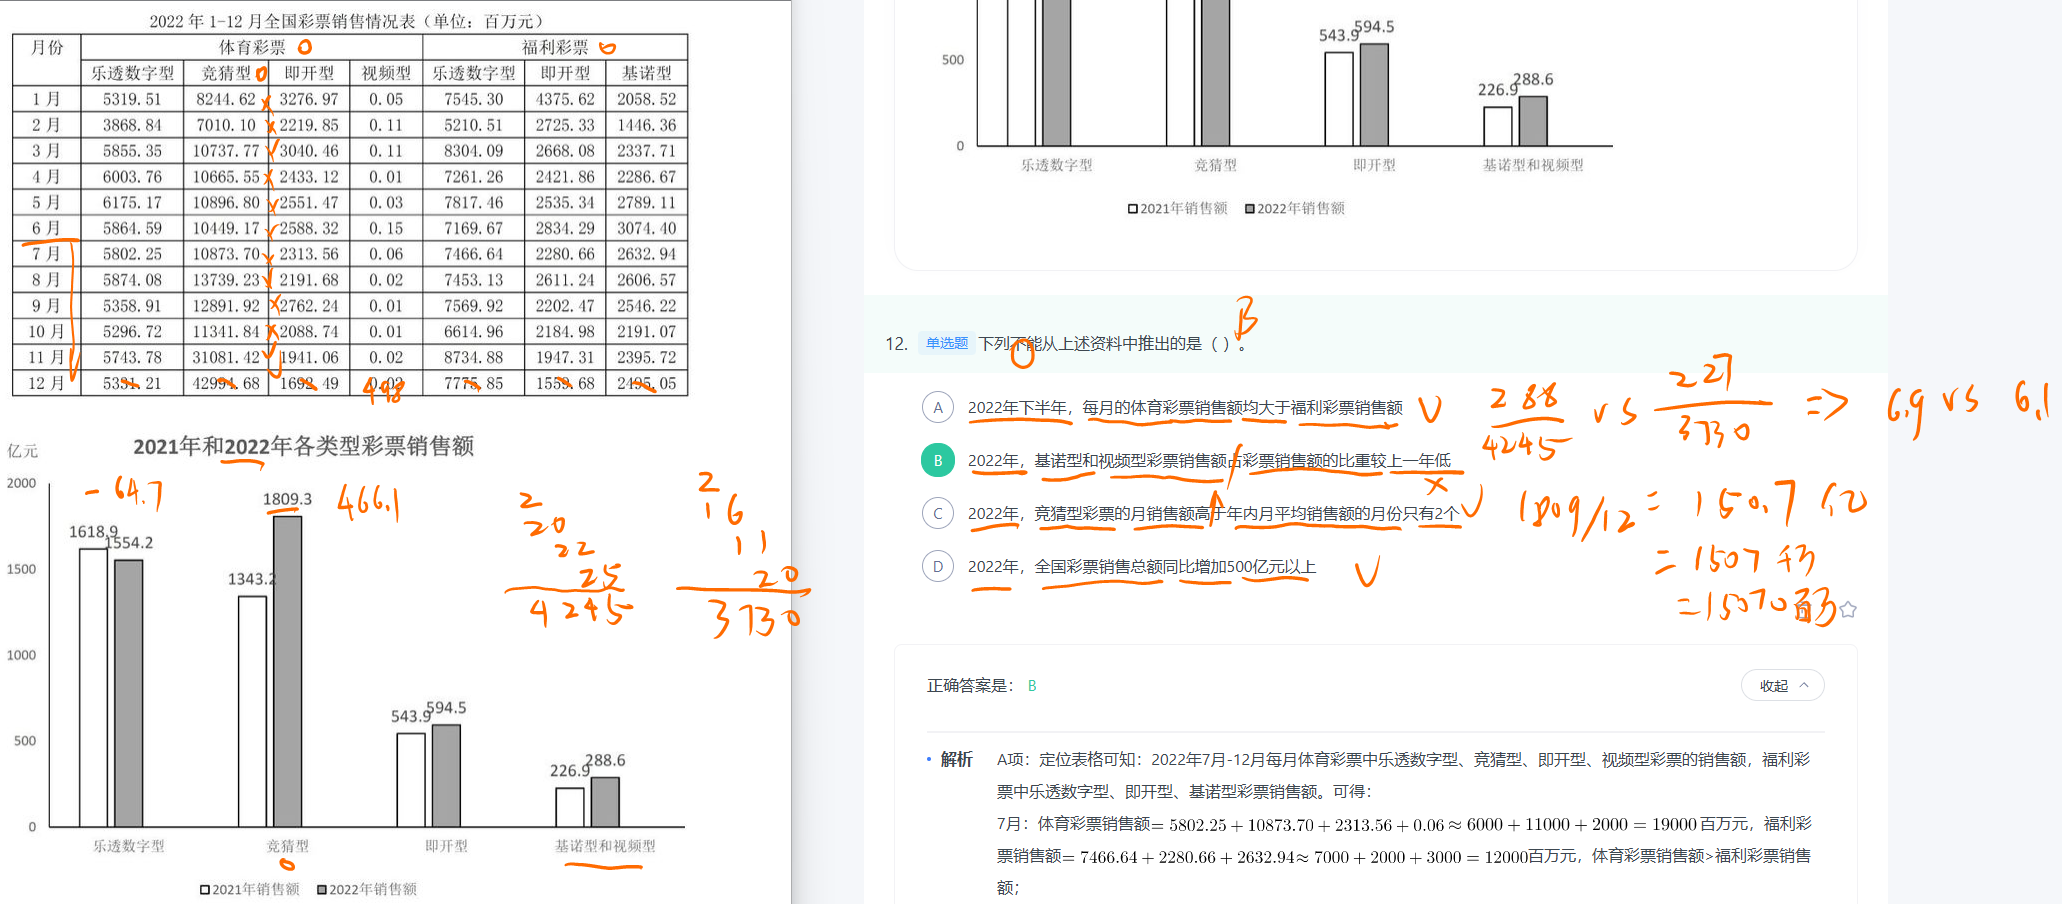 2022 年 1-12 月全国彩票销售情况表（单位: 百万元）
月份 体育彩票 福利彩票
乐透数字型 竞猜型 即开型 视频型 乐透数字型 即开型 基诺型
1 月 5319.51 8244.62 3276.97 0.05 7545.30 4375.62 2058.52
2 月 3868.84 7010.10 2219.85 0.11 5210.51 2725.33 1446.36
3 月 5855.35 10737.77 3040.46 0.11 8304.09 2668.08 2337.71
4 月 6003.76 10665.55 2433.12 0.01 7261.26 2421.86 2286.67
5 月 6175.17 10896.80 2551.47 0.03 7817.46 2535.34 2789.11
6 月 5864.59 10449.17 2588.32 0.15 7169.67 2834.29 3074.40
7 月 5802.25 10873.70 2313.56 0.06 7466.64 2280.66 2632.94
8 月 5874.08 13739.23 2191.68 0.02 7453.13 2611.24 2606.57
9 月 5358.91 12891.92 2762.24 0.01 7569.92 2202.47 2546.22
10 月 5296.72 11341.84 2088.74 0.01 6614.96 2184.98 2191.07
11 月 5743.78 31081.42 1941.06 0.02 8734.88 1947.31 2395.72
12 月 5331.21 42994.68 1692.49 7775.85 1559.68 2495.05
498
2021年和2022年各类型彩票销售额
亿元
2000
1500
1000
500
0
1618.9
1554.2
1343.2
1809.3
543.9
594.5
226.9
288.6
乐透数字型 竞猜型 即开型 基诺型和视频型
2021年销售额 2022年销售额
-64.7
466.1
2
20
22
25
4245
2
16
11
20
3730
500
0
543.9
594.5
226.9
288.6
乐透数字型 竞猜型 即开型 基诺型和视频型
2021年销售额 2022年销售额
12. 单选题 下列不能从上述资料中推出的是（ ）。
B
A 2022年下半年，每月的体育彩票销售额均大于福利彩票销售额
B 2022年，基诺型和视频型彩票销售额占彩票销售额的比重较上一年低
C 2022年，竞猜型彩票的月销售额高于年内月平均销售额的月份只有2个
D 2022年，全国彩票销售总额同比增加500亿元以上
288
4245
vs
227
3730
=> 6.9 vs 6.1
1809/12 = 150.7 亿
= 1507 千万
= 15070 百万
正确答案是： B
收起
解析 A项：定位表格可知：2022年7月-12月每月体育彩票中乐透数字型、竞猜型、即开型、视频型彩票的销售额，福利彩
票中乐透数字型、即开型、基诺型彩票销售额。可得：
7月：体育彩票销售额= 5802.25 + 10873.70 + 2313.56 + 0.06 ≈ 6000 + 11000 + 2000 = 19000 百万元，福利彩
票销售额= 7466.64 + 2280.66 + 2632.94≈ 7000 + 2000 + 3000 = 12000百万元，体育彩票销售额>福利彩票销售
额；